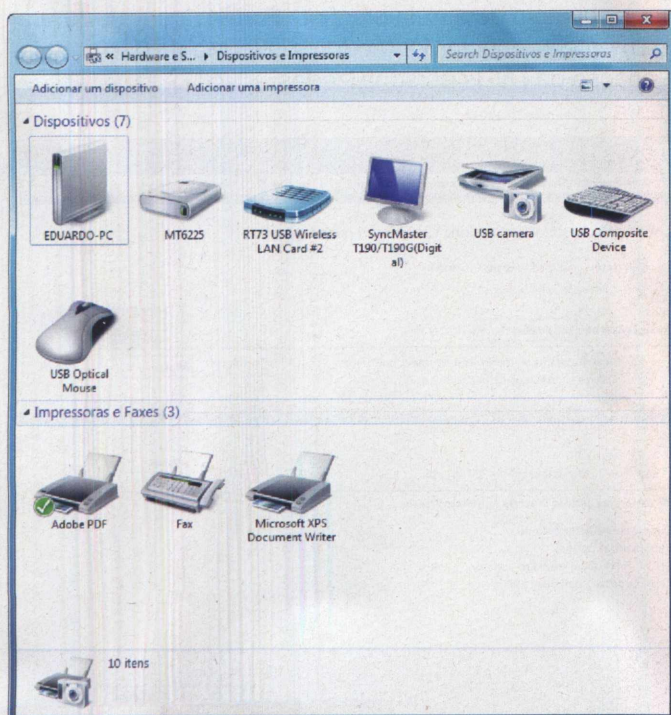 « Hardware e S... ▸ Dispositivos e Impressoras
Search Dispositivos e Impressoras
Adicionar um dispositivo
Adicionar uma impressora
Dispositivos (7)
EDUARDO-PC
MT6225
RT73 USB Wireless
LAN Card #2
SyncMaster
T190/T190G(Digit
al)
USB camera
USB Composite
Device
USB Optical
Mouse
Impressoras e Faxes (3)
Adobe PDF
Fax
Microsoft XPS
Document Writer
10 itens